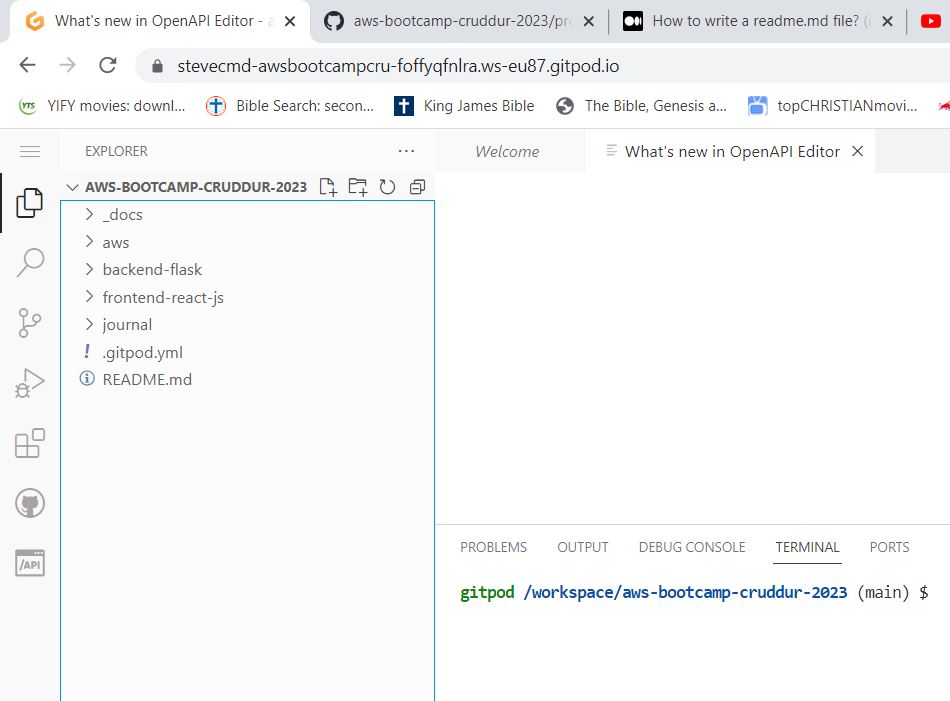 What's new in OpenAPI Editor - a
aws-bootcamp-cruddur-2023/pro
How to write a readme.md file?
stevecmd-awsbootcampcru-foffyqfnlra.ws-eu87.gitpod.io
YTS YIFY movies: downl...
Bible Search: secon...
King James Bible
The Bible, Genesis a...
topCHRISTIANmovi...
EXPLORER
Welcome
What's new in OpenAPI Editor
AWS-BOOTCAMP-CRUDDUR-2023
_docs
aws
backend-flask
frontend-react-js
journal
! .gitpod.yml
README.md
/API
PROBLEMS OUTPUT DEBUG CONSOLE TERMINAL PORTS
gitpod /workspace/aws-bootcamp-cruddur-2023 (main) $